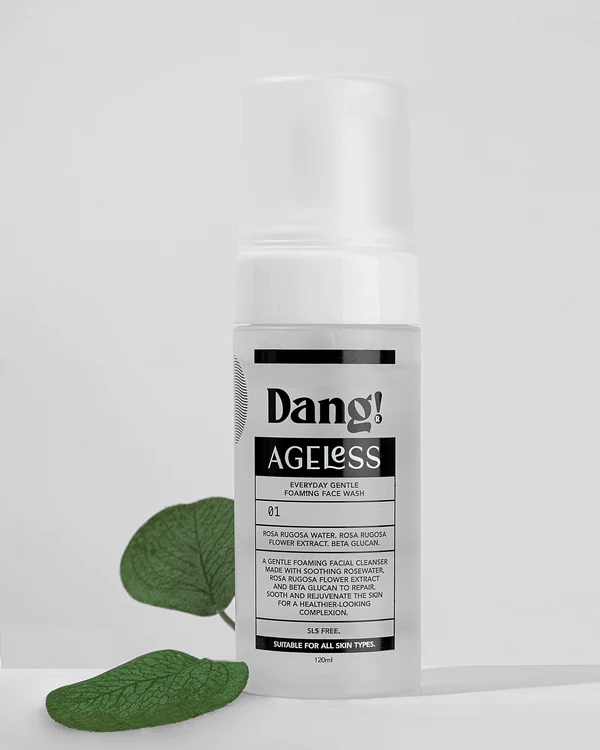 Dang!®
AGELESS
EVERYDAY GENTLE
FOAMING FACE WASH
01
ROSA RUGOSA WATER. ROSA RUGOSA
FLOWER EXTRACT. BETA GLUCAN.
A GENTLE FOAMING FACIAL CLEANSER
MADE WITH SOOTHING ROSEWATER,
ROSA RUGOSA FLOWER EXTRACT
AND BETA GLUCAN TO REPAIR,
SOOTH AND REJUVENATE THE SKIN
FOR A HEALTHIER-LOOKING
COMPLEXION.
SLS FREE.
SUITABLE FOR ALL SKIN TYPES.
120ml